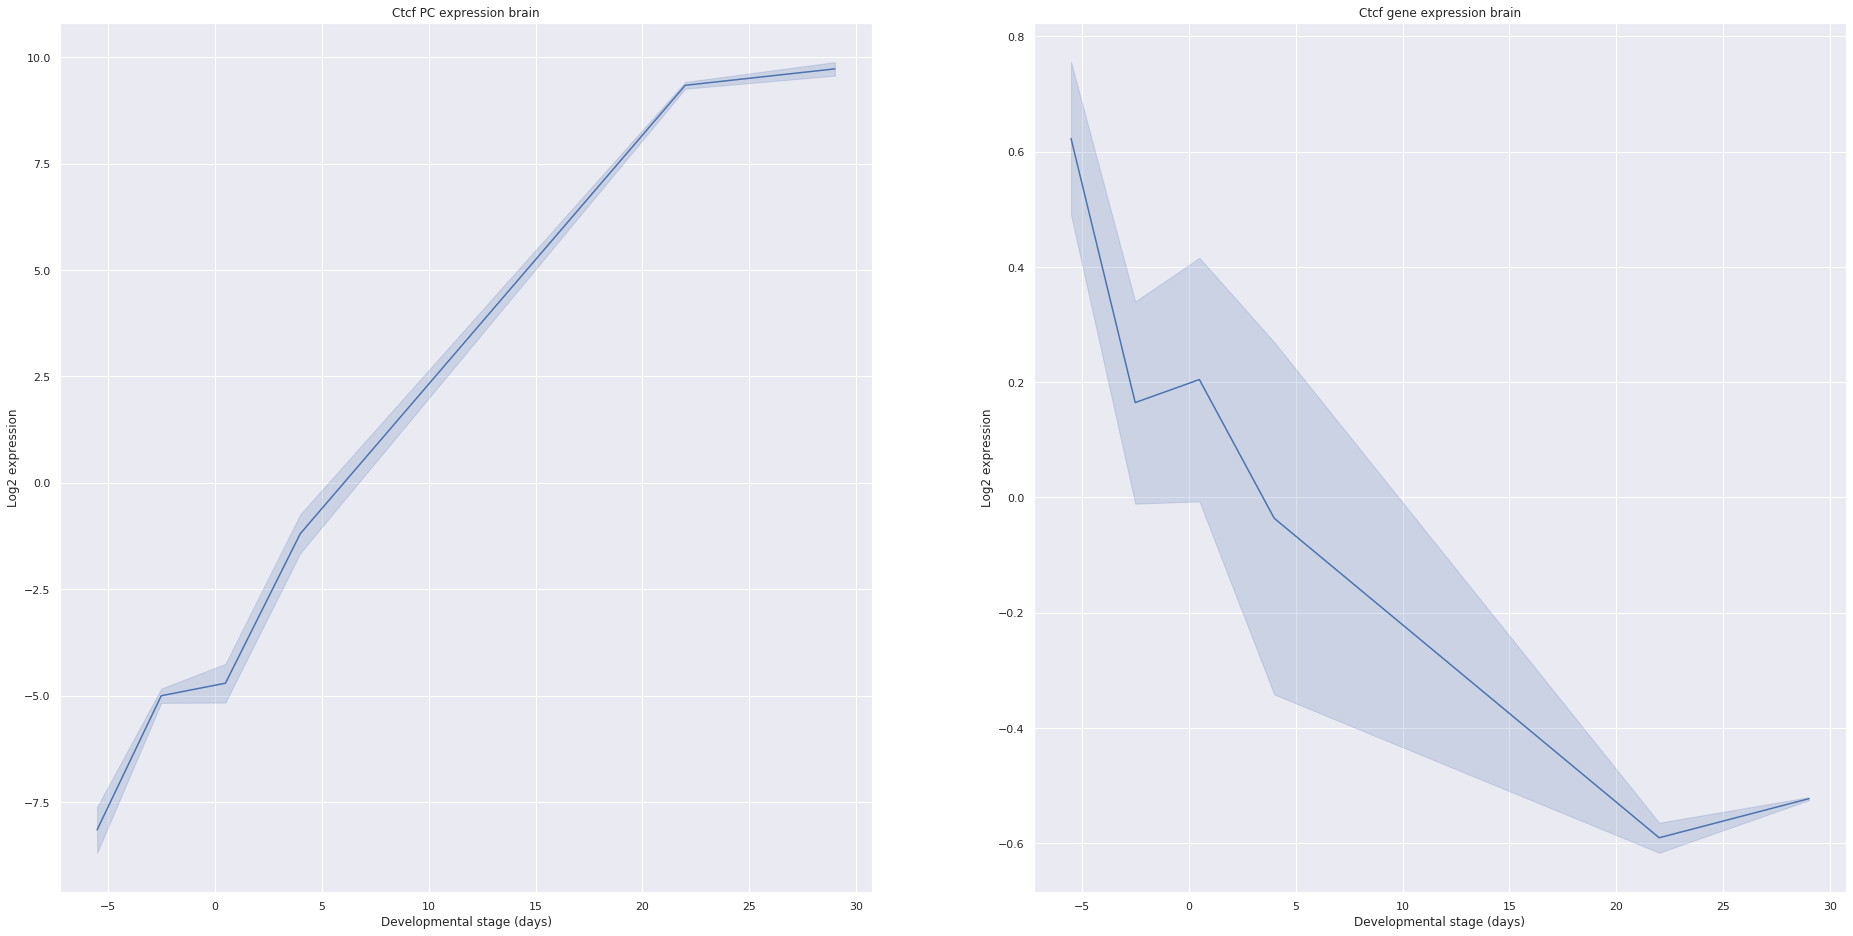 Ctcf PC expression brain
10.0
7.5
5.0
2.5
0.0
−2.5
−5.0
−7.5
Log2 expression
−5 0 5 10 15 20 25 30
Developmental stage (days)
Ctcf gene expression brain
0.8
0.6
0.4
0.2
0.0
−0.2
−0.4
−0.6
Log2 expression
−5 0 5 10 15 20 25 30
Developmental stage (days)